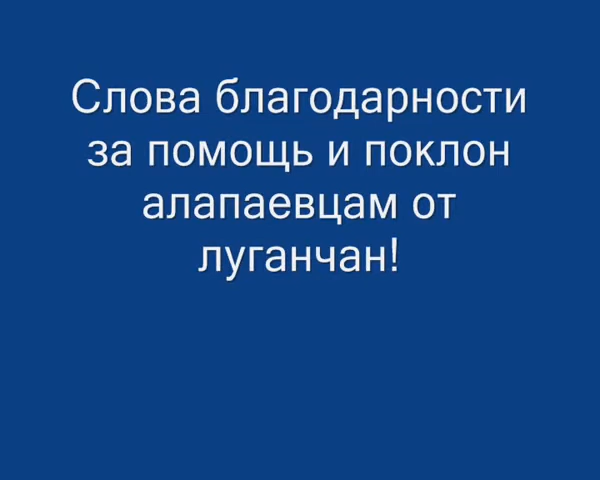 Слова благодарности
за помощь и поклон
алапаевцам от
луганчан!